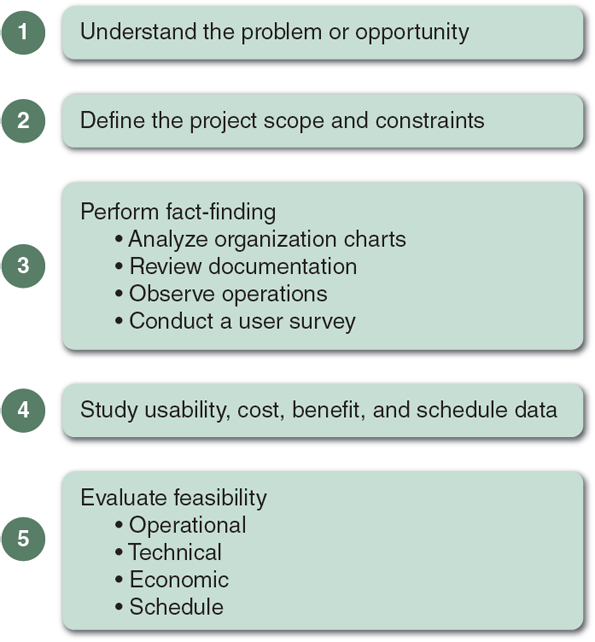 1
Understand the problem or opportunity
2
Define the project scope and constraints
3
Perform fact-finding
• Analyze organization charts
• Review documentation
• Observe operations
• Conduct a user survey
4
Study usability, cost, benefit, and schedule data
5
Evaluate feasibility
• Operational
• Technical
• Economic
• Schedule